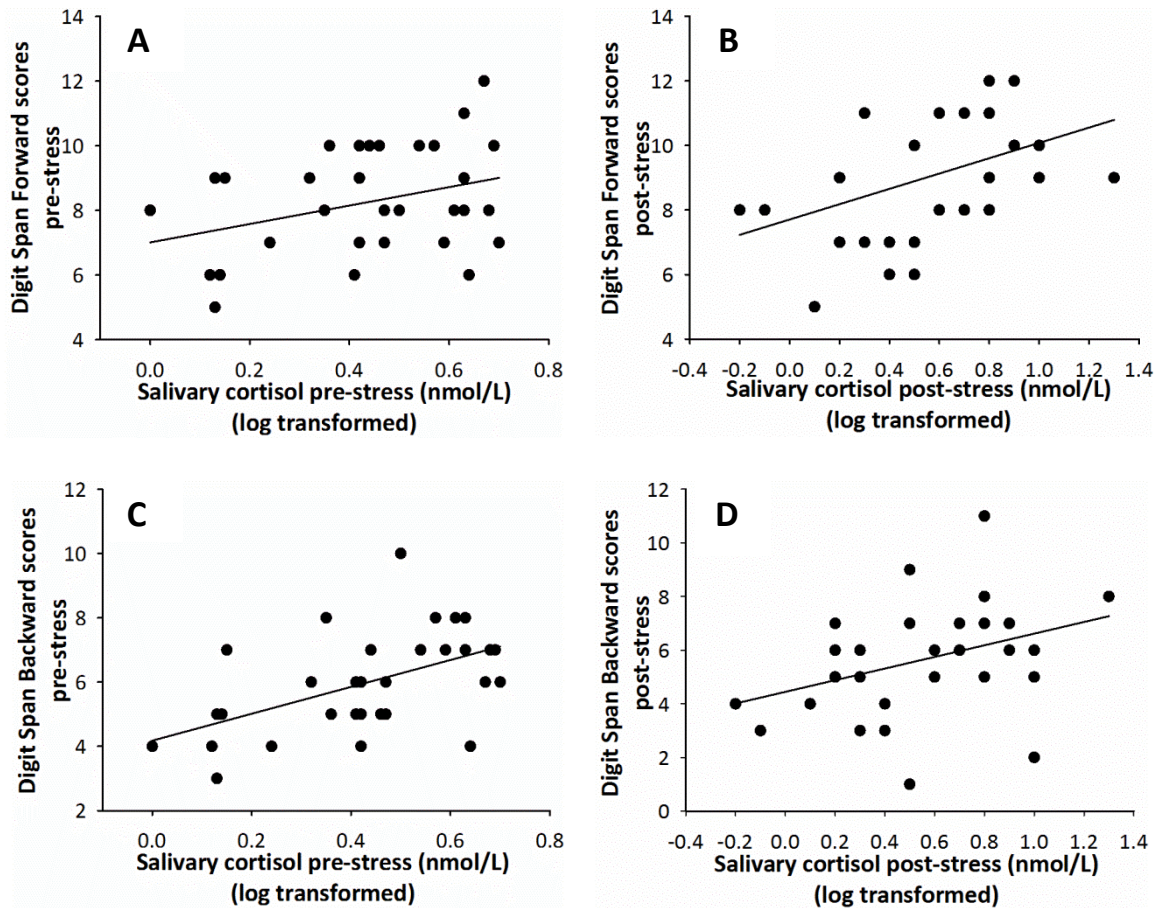 A
Digit Span Forward scores
pre-stress
14
12
10
8
6
4
0.0 0.2 0.4 0.6 0.8
Salivary cortisol pre-stress (nmol/L)
(log transformed)
B
Digit Span Forward scores
post-stress
14
12
10
8
6
4
-0.4 -0.2 0.0 0.2 0.4 0.6 0.8 1.0 1.2 1.4
Salivary cortisol post-stress (nmol/L)
(log transformed)
C
Digit Span Backward scores
pre-stress
12
10
8
6
4
2
0.0 0.2 0.4 0.6 0.8
Salivary cortisol pre-stress (nmol/L)
(log transformed)
D
Digit Span Backward scores
post-stress
12
10
8
6
4
2
0
-0.4 -0.2 0.0 0.2 0.4 0.6 0.8 1.0 1.2 1.4
Salivary cortisol post-stress (nmol/L)
(log transformed)